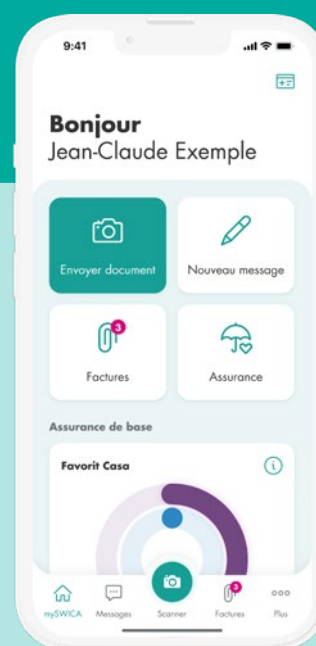 9:41
Bonjour
Jean-Claude Exemple
Envoyer document
Nouveau message
3
Factures
Assurance
Assurance de base
Favorit Casa
3
mySWICA
Messages
Scanner
Factures
Plus